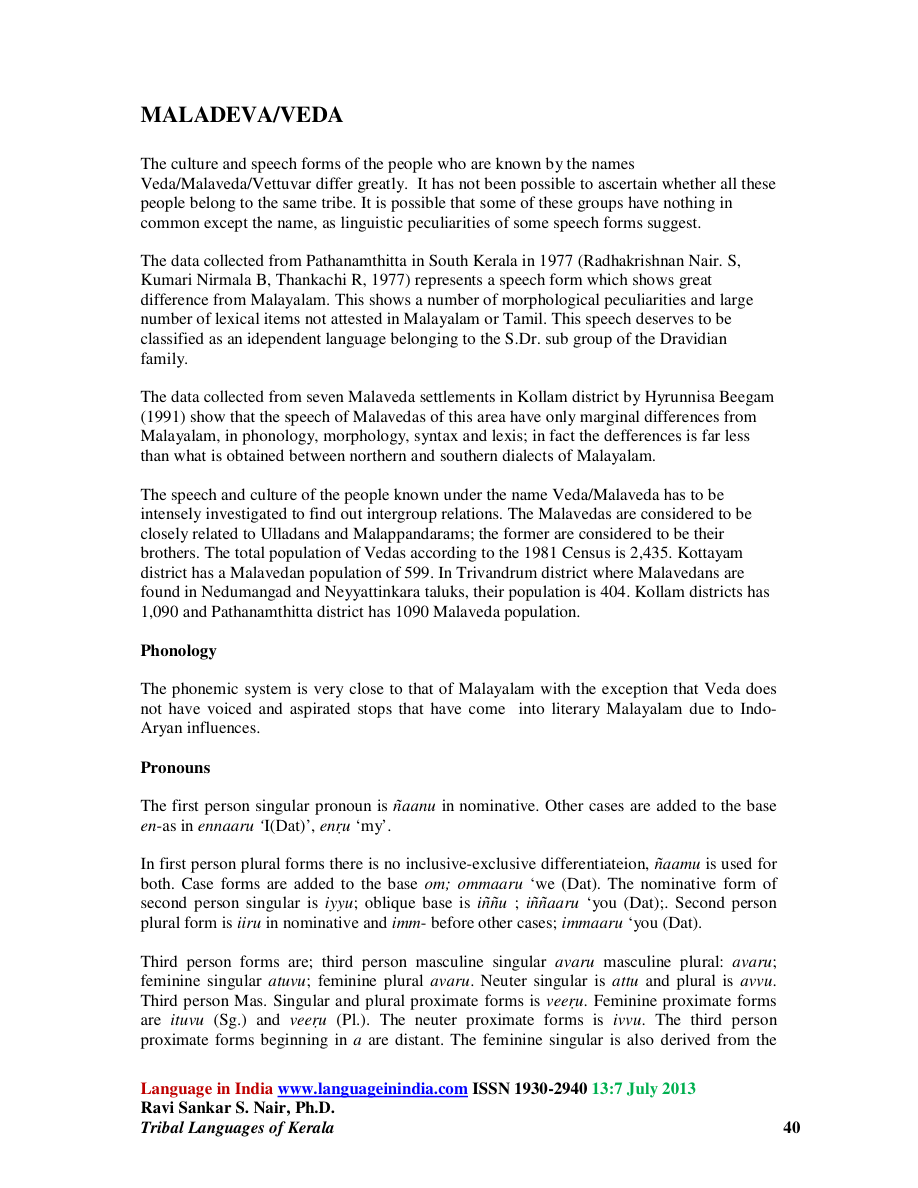 MALADEVA/VEDA
The culture and speech forms of the people who are known by the names
Veda/Malaveda/Vettuvar differ greatly.  It has not been possible to ascertain whether all these
people belong to the same tribe. It is possible that some of these groups have nothing in
common except the name, as linguistic peculiarities of some speech forms suggest.
The data collected from Pathanamthitta in South Kerala in 1977 (Radhakrishnan Nair. S,
Kumari Nirmala B, Thankachi R, 1977) represents a speech form which shows great
difference from Malayalam. This shows a number of morphological peculiarities and large
number of lexical items not attested in Malayalam or Tamil. This speech deserves to be
classified as an idependent language belonging to the S.Dr. sub group of the Dravidian
family.
The data collected from seven Malaveda settlements in Kollam district by Hyrunnisa Beegam
(1991) show that the speech of Malavedas of this area have only marginal differences from
Malayalam, in phonology, morphology, syntax and lexis; in fact the defferences is far less
than what is obtained between northern and southern dialects of Malayalam.
The speech and culture of the people known under the name Veda/Malaveda has to be
intensely investigated to find out intergroup relations. The Malavedas are considered to be
closely related to Ulladans and Malappandarams; the former are considered to be their
brothers. The total population of Vedas according to the 1981 Census is 2,435. Kottayam
district has a Malavedan population of 599. In Trivandrum district where Malavedans are
found in Nedumangad and Neyyattinkara taluks, their population is 404. Kollam districts has
1,090 and Pathanamthitta district has 1090 Malaveda population.
Phonology
The phonemic system is very close to that of Malayalam with the exception that Veda does
not have voiced and aspirated stops that have come  into literary Malayalam due to Indo-
Aryan influences.
Pronouns
The first person singular pronoun is ñaanu in nominative. Other cases are added to the base
en-as in ennaaru ‘I(Dat)’, enṛu ‘my’.
In first person plural forms there is no inclusive-exclusive differentiateion, ñaamu is used for
both. Case forms are added to the base om; ommaaru ‘we (Dat). The nominative form of
second person singular is iyyu; oblique base is iññu ; iññaaru ‘you (Dat);. Second person
plural form is iiru in nominative and imm- before other cases; immaaru ‘you (Dat).
Third person forms are; third person masculine singular avaru masculine plural: avaru;
feminine singular atuvu; feminine plural avaru. Neuter singular is attu and plural is avvu.
Third person Mas. Singular and plural proximate forms is veeṛu. Feminine proximate forms
are ituvu (Sg.) and veeṛu (Pl.). The neuter proximate forms is ivvu. The third person
proximate forms beginning in a are distant. The feminine singular is also derived from the
Language in India www.languageinindia.com ISSN 1930-2940 13:7 July 2013
Ravi Sankar S. Nair, Ph.D.
Tribal Languages of Kerala 40